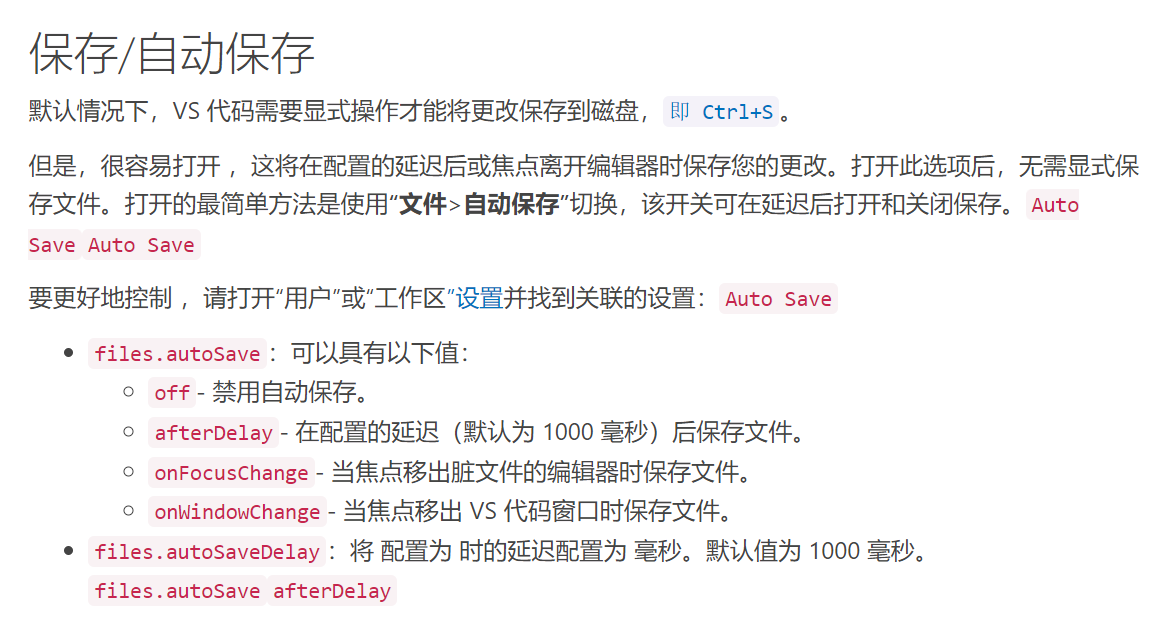 保存/自动保存
默认情况下，VS 代码需要显式操作才能将更改保存到磁盘，即 Ctrl+S。
但是，很容易打开 ，这将在配置的延迟后或焦点离开编辑器时保存您的更改。打开此选项后，无需显式保
存文件。打开的最简单方法是使用“文件>自动保存”切换，该开关可在延迟后打开和关闭保存。 Auto
Save Auto Save
要更好地控制 ，请打开“用户”或“工作区”设置并找到关联的设置： Auto Save
files.autoSave： 可以具有以下值：
off - 禁用自动保存。
afterDelay - 在配置的延迟（默认为 1000 毫秒）后保存文件。
onFocusChange - 当焦点移出脏文件的编辑器时保存文件。
onWindowChange - 当焦点移出 VS 代码窗口时保存文件。
files.autoSaveDelay： 将 配置为 时的延迟配置为 毫秒。默认值为 1000 毫秒。
files.autoSave afterDelay